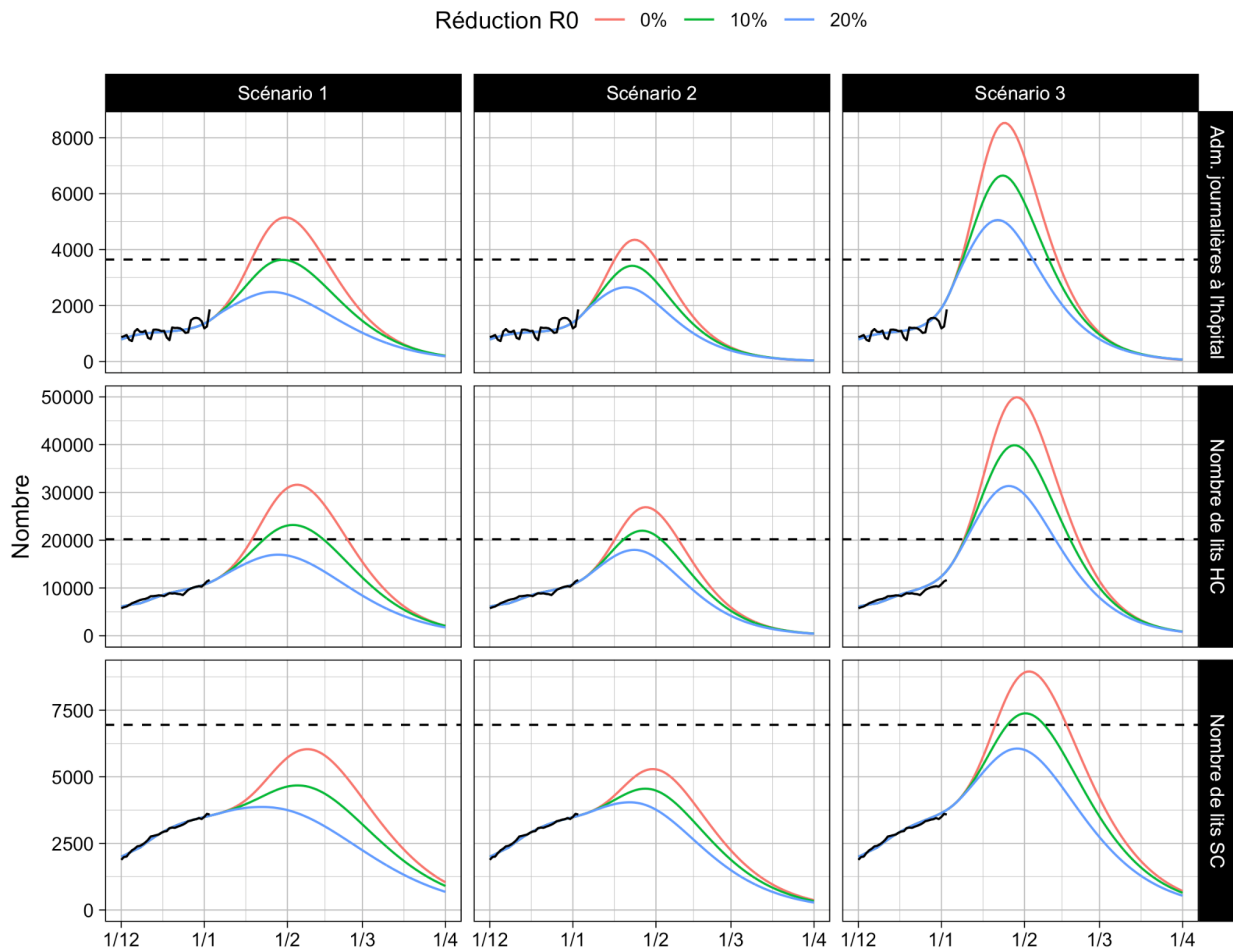 Réduction R0 0% 10% 20%
Scénario 1 Scénario 2 Scénario 3
8000
6000
4000
2000
0
Adm. journalières à l'hôpital
50000
40000
30000
20000
10000
0
Nombre
Nombre de lits HC
7500
5000
2500
0
Nombre de lits SC
1/12 1/1 1/2 1/3 1/4 1/12 1/1 1/2 1/3 1/4 1/12 1/1 1/2 1/3 1/4